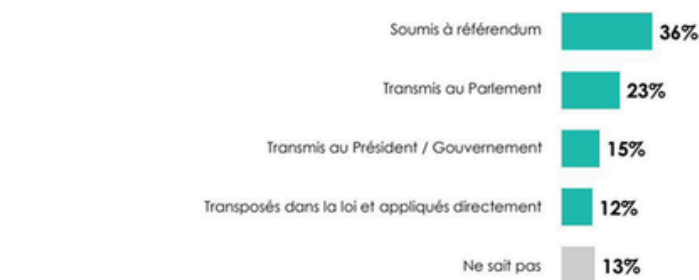 Soumis à référendum 36%
Transmis au Parlement 23%
Transmis au Président / Gouvernement 15%
Transposés dans la loi et appliqués directement 12%
Ne sait pas 13%